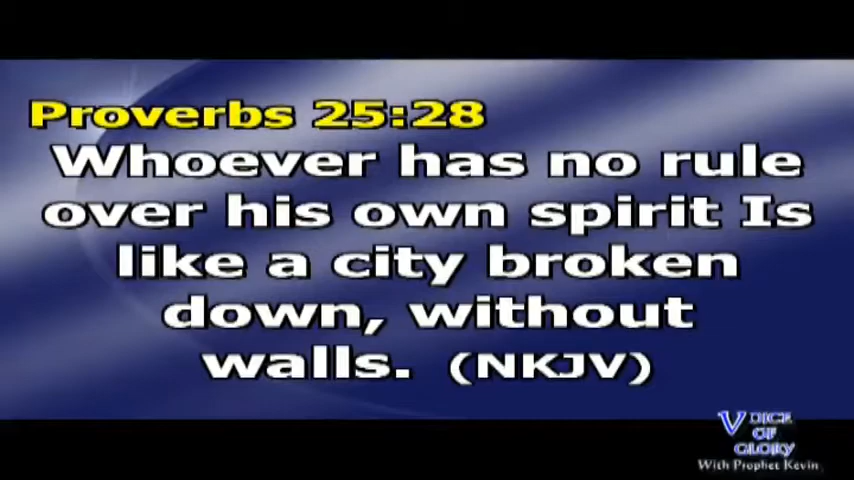 Proverbs 25:28
Whoever has no rule
over his own spirit Is
like a city broken
down, without
walls. (NKJV)
VOICE
OF
GLORY
With Prophet Kevin